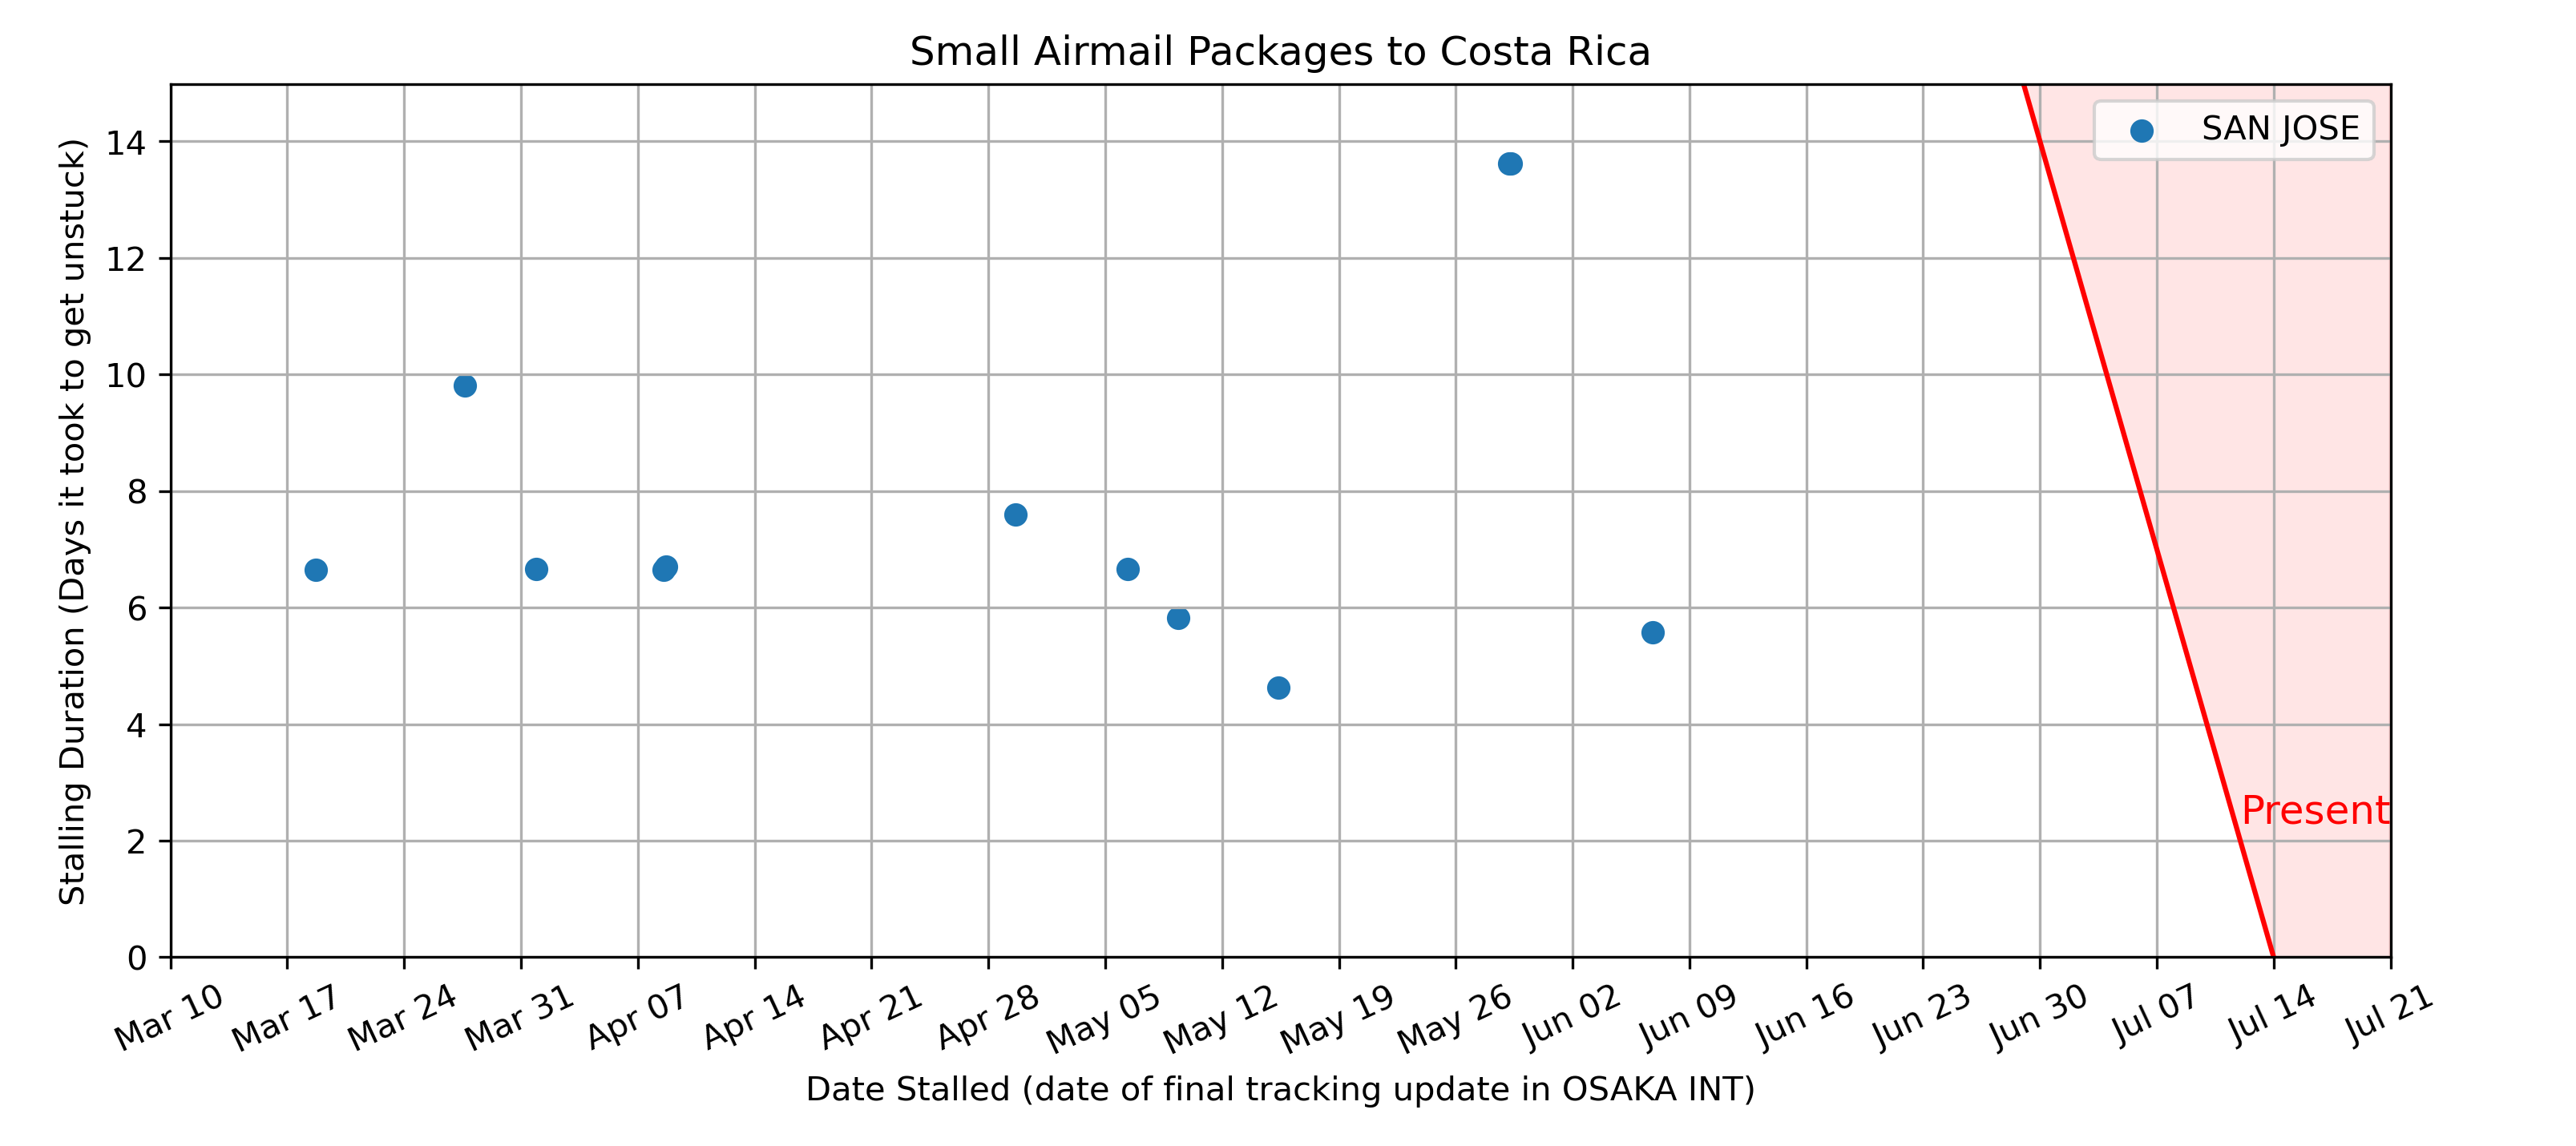 Small Airmail Packages to Costa Rica
SAN JOSE
Stalling Duration (Days it took to get unstuck)
14
12
10
8
6
4
2
0
Present
Mar 10
Mar 17
Mar 24
Mar 31
Apr 07
Apr 14
Apr 21
Apr 28
May 05
May 12
May 19
May 26
Jun 02
Jun 09
Jun 16
Jun 23
Jun 30
Jul 07
Jul 14
Jul 21
Date Stalled (date of final tracking update in OSAKA INT)